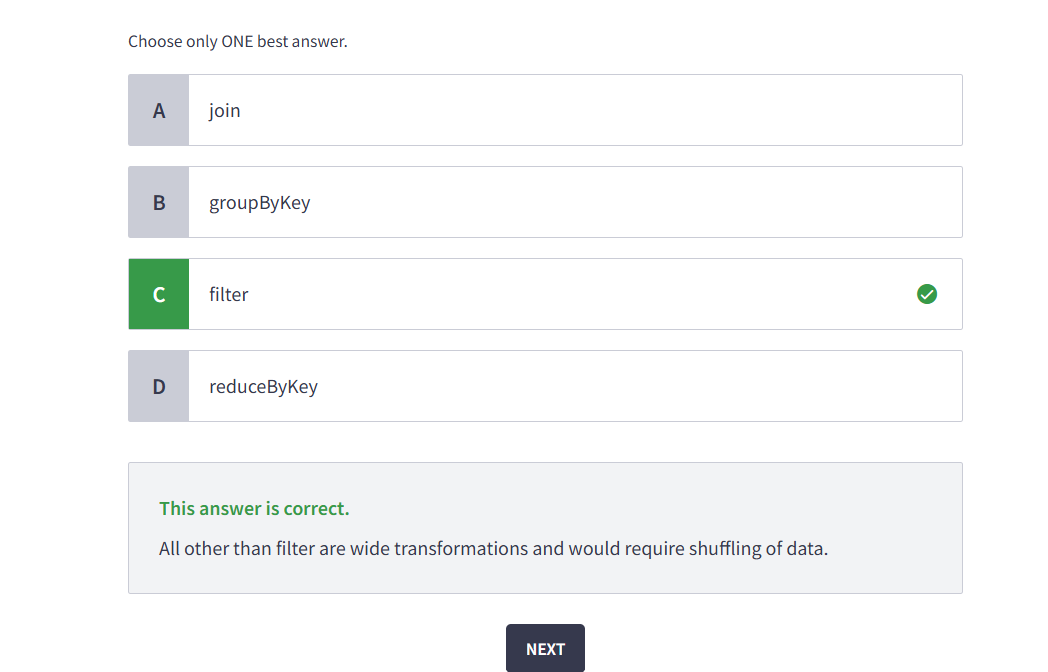 Choose only ONE best answer.
A join
B groupByKey
C filter
D reduceByKey
This answer is correct.
All other than filter are wide transformations and would require shuffling of data.
NEXT